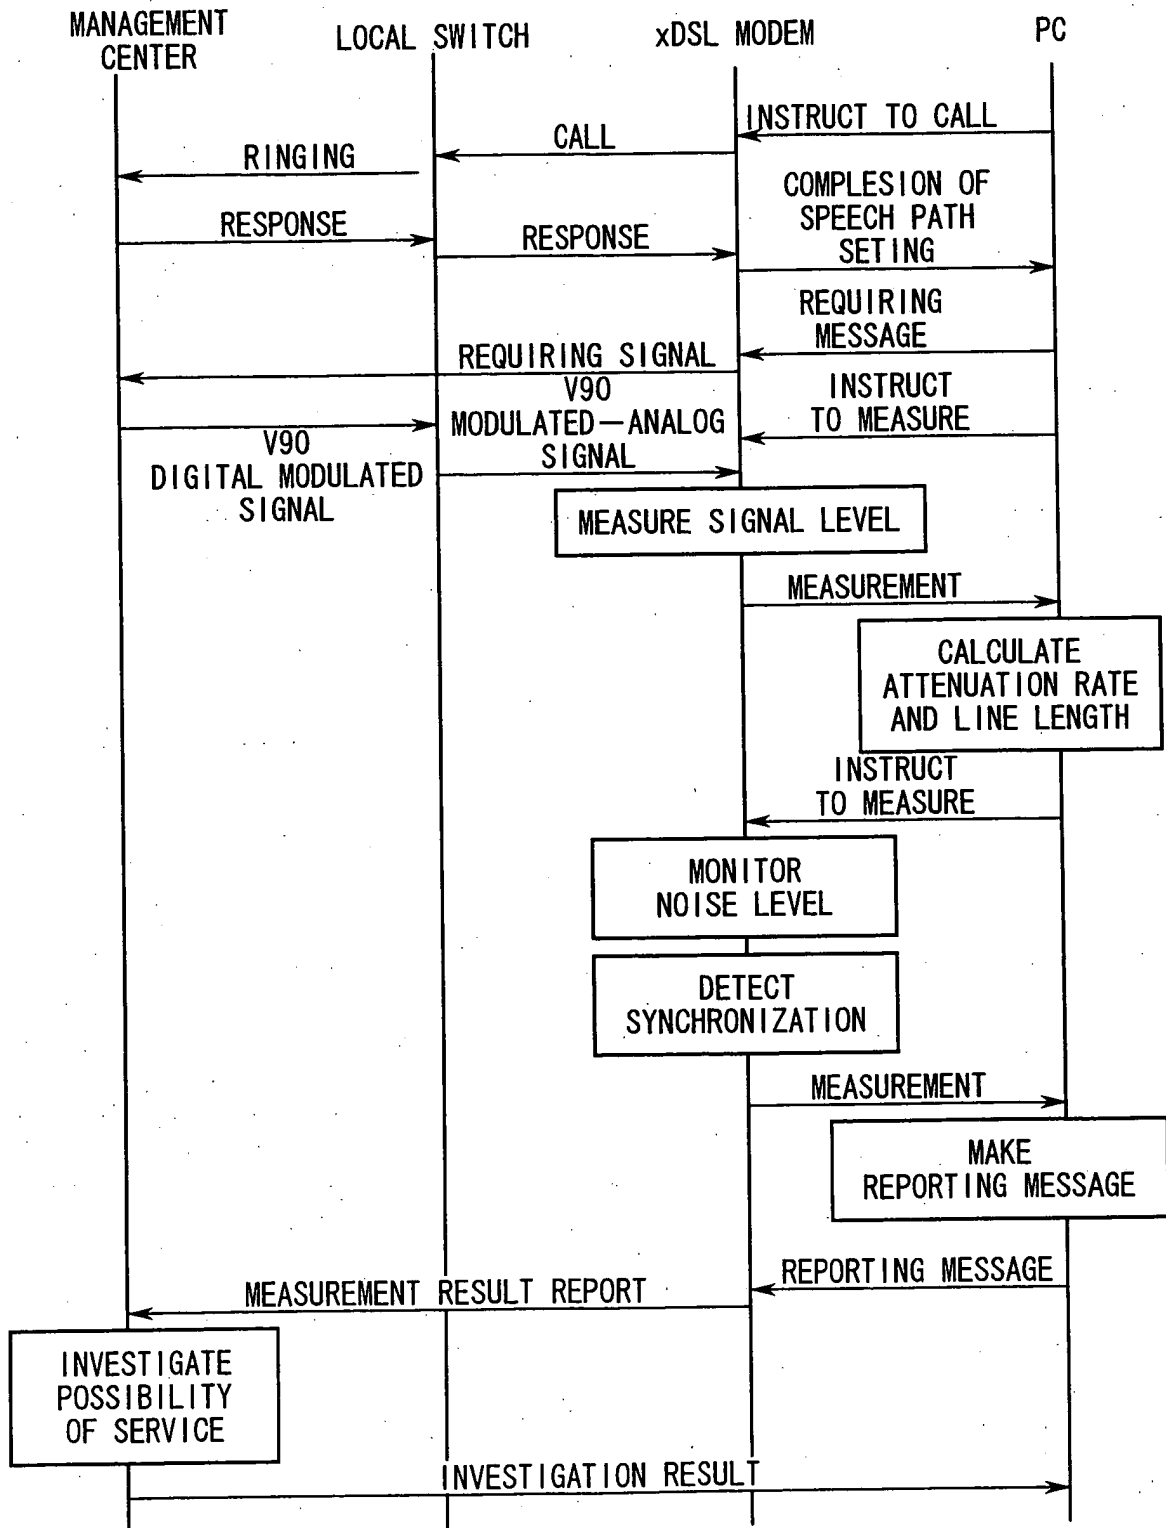 MANAGEMENT
CENTER
LOCAL SWITCH
xDSL MODEM
PC
INSTRUCT TO CALL
CALL
RINGING
COMPLESION OF
SPEECH PATH
SETING
RESPONSE
RESPONSE
REQUIRING
MESSAGE
REQUIRING SIGNAL
INSTRUCT
TO MEASURE
V90
MODULATED-ANALOG
SIGNAL
V90
DIGITAL MODULATED
SIGNAL
MEASURE SIGNAL LEVEL
MEASUREMENT
CALCULATE
ATTENUATION RATE
AND LINE LENGTH
INSTRUCT
TO MEASURE
MONITOR
NOISE LEVEL
DETECT
SYNCHRONIZATION
MEASUREMENT
MAKE
REPORTING MESSAGE
REPORTING MESSAGE
MEASUREMENT RESULT REPORT
INVESTIGATE
POSSIBILITY
OF SERVICE
INVESTIGATION RESULT